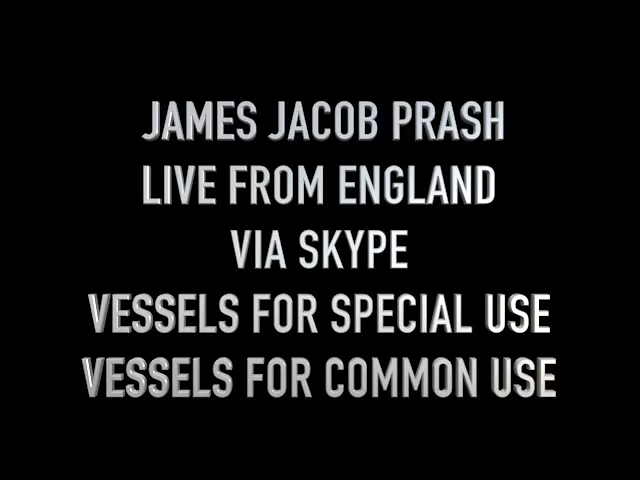 JAMES JACOB PRASH
LIVE FROM ENGLAND
VIA SKYPE
VESSELS FOR SPECIAL USE
VESSELS FOR COMMON USE